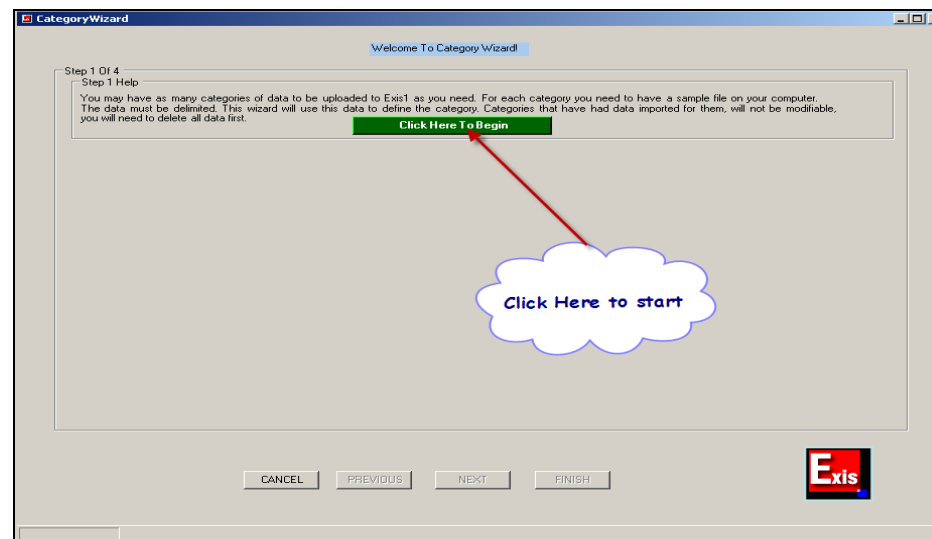 CategoryWizard
Welcome To Category Wizard!
Step 1 Of 4
Step 1 Help
You may have as many categories of data to be uploaded to Exis1 as you need. For each category you need to have a sample file on your computer.
The data must be delimited. This wizard will use this data to define the category. Categories that have had data imported for them, will not be modifiable,
you will need to delete all data first.
Click Here To Begin
Click Here to start
CANCEL
PREVIOUS
NEXT
FINISH
Exis